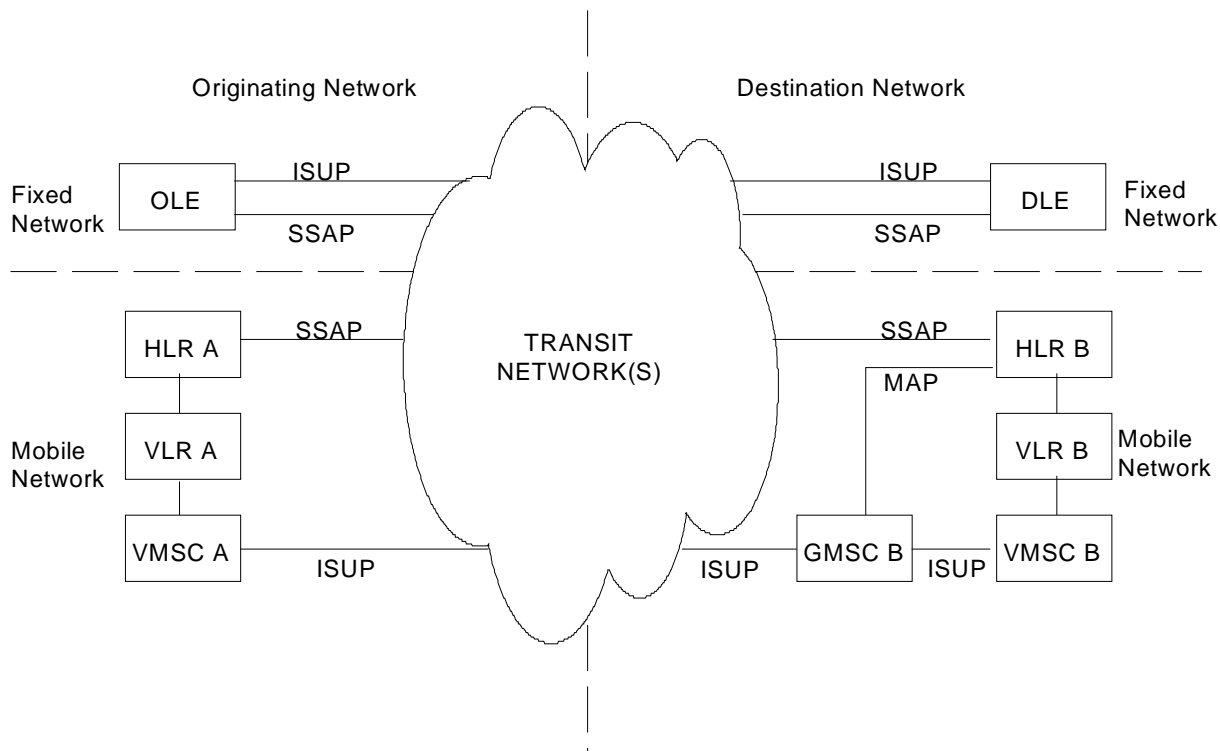 Originating Network
Destination Network
ISUP
ISUP
Fixed
Network
OLE
DLE
Fixed
Network
SSAP
SSAP
HLR A
SSAP
TRANSIT
NETWORK(S)
SSAP
HLR B
MAP
Mobile
Network
VLR A
VLR B
Mobile
Network
VMSC A
ISUP
ISUP
GMSC B
ISUP
VMSC B